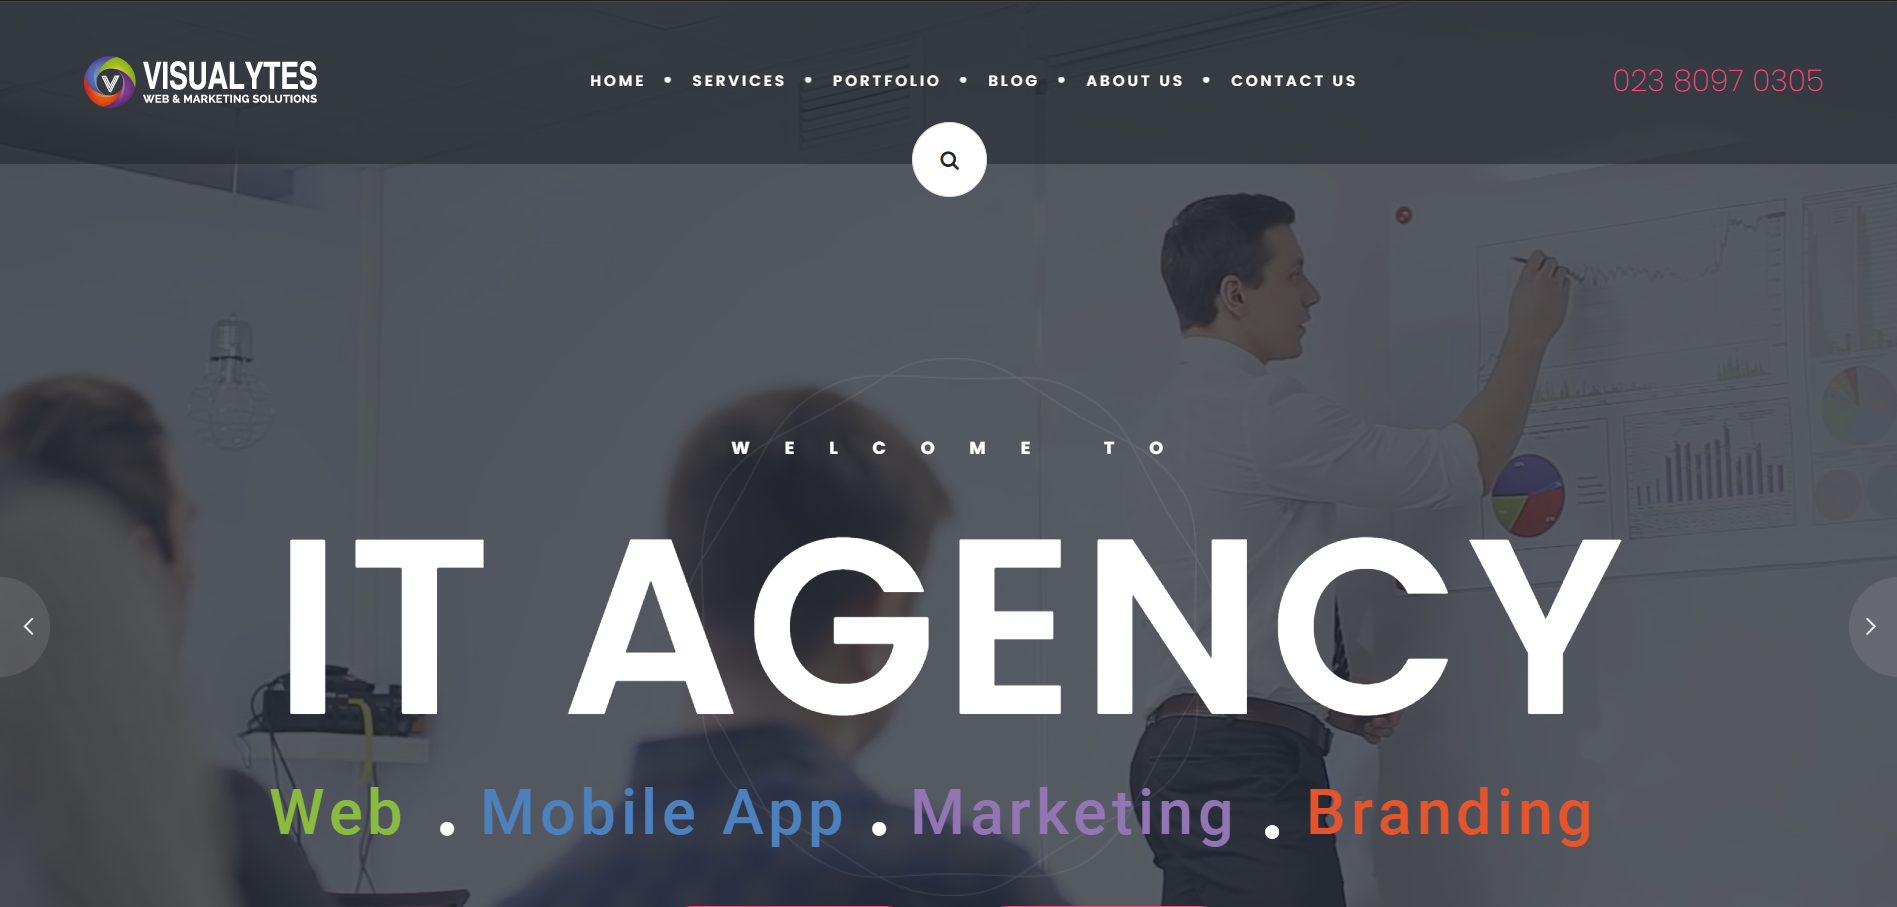 VISUALYTES
WEB & MARKETING SOLUTIONS
HOME • SERVICES • PORTFOLIO • BLOG • ABOUT US • CONTACT US
023 8097 0305
WELCOME TO
IT AGENCY
Web . Mobile App . Marketing . Branding